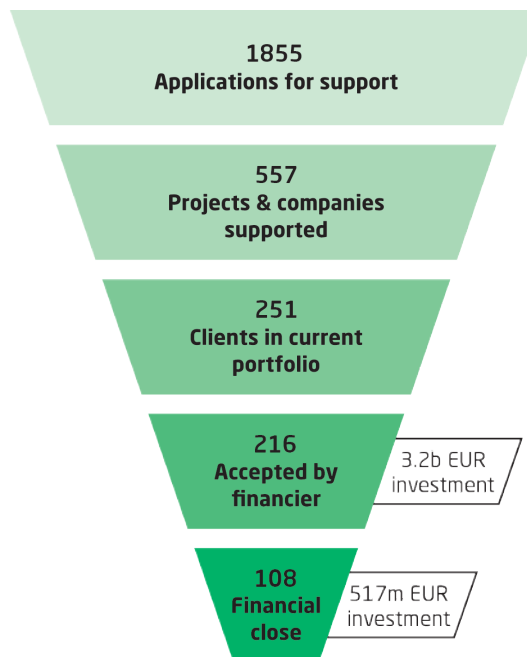 1855
Applications for support
557
Projects & companies
supported
251
Clients in current
portfolio
216
Accepted by
financier
3.2b EUR
investment
108
Financial
close
517m EUR
investment